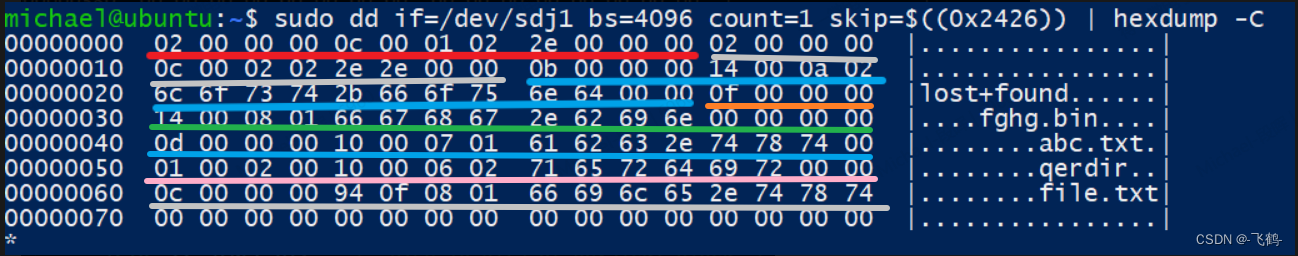 michael@ubuntu:~$ sudo dd if=/dev/sdj1 bs=4096 count=1 skip=$((0x2426)) | hexdump -C
00000000  02 00 00 00 0c 00 01 02  2e 00 00 00 02 00 00 00  |................|
00000010  0c 00 02 02 2e 2e 00 00  0b 00 00 00 14 00 0a 02  |................|
00000020  6c 6f 73 74 2b 66 6f 75  6e 64 00 00 0f 00 00 00  |lost+found......|
00000030  14 00 08 01 66 67 68 67  2e 62 69 6e 00 00 00 00  |....fghg.bin....|
00000040  0d 00 00 00 10 00 07 01  61 62 63 2e 74 78 74 00  |........abc.txt.|
00000050  01 00 02 00 10 00 06 02  71 65 72 64 69 72 00 00  |........qerdir..|
00000060  0c 00 00 00 94 0f 08 01  66 69 6c 65 2e 74 78 74  |........file.txt|
00000070  00 00 00 00 00 00 00 00  00 00 00 00 00 00 00 00  |................|
*
CSDN @-飞鹤-